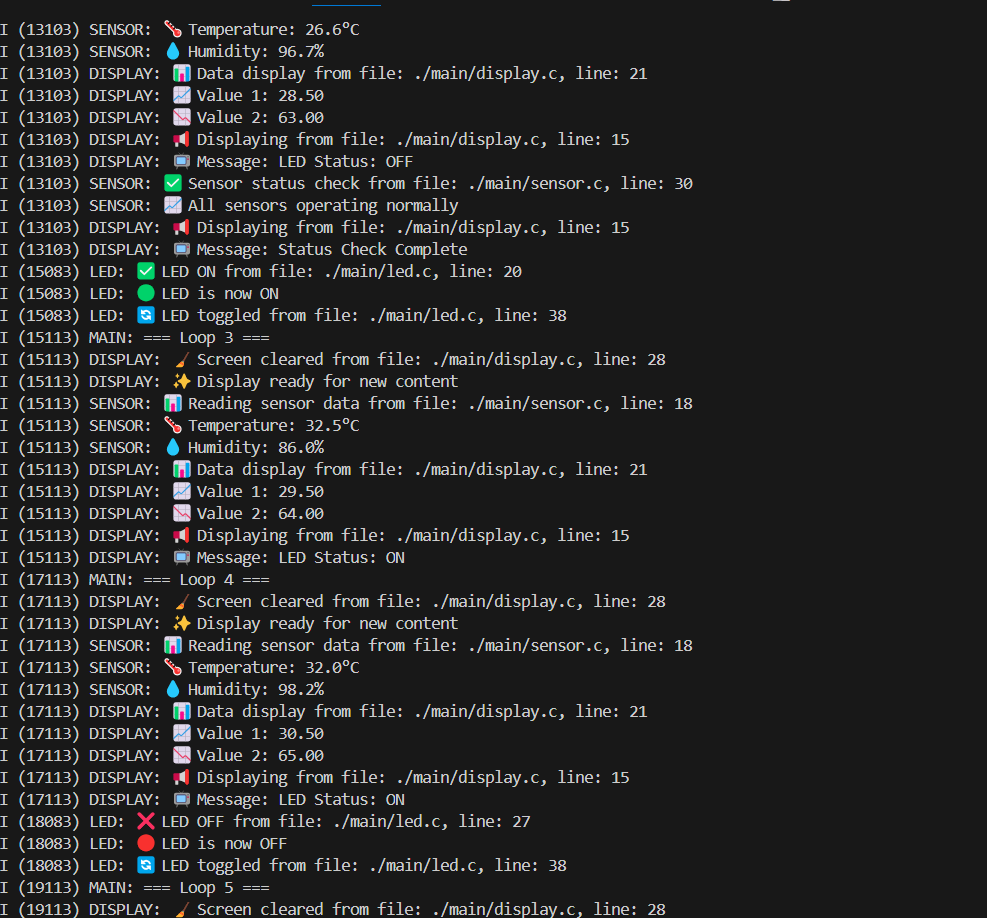 I (13103) SENSOR: 🌡️ Temperature: 26.6°C
I (13103) SENSOR: 💧 Humidity: 96.7%
I (13103) DISPLAY: 📊 Data display from file: ./main/display.c, line: 21
I (13103) DISPLAY: 📈 Value 1: 28.50
I (13103) DISPLAY: 📉 Value 2: 63.00
I (13103) DISPLAY: 📢 Displaying from file: ./main/display.c, line: 15
I (13103) DISPLAY: 📺 Message: LED Status: OFF
I (13103) SENSOR: ✅ Sensor status check from file: ./main/sensor.c, line: 30
I (13103) SENSOR: 📈 All sensors operating normally
I (13103) DISPLAY: 📢 Displaying from file: ./main/display.c, line: 15
I (13103) DISPLAY: 📺 Message: Status Check Complete
I (15083) LED: ✅ LED ON from file: ./main/led.c, line: 20
I (15083) LED: 🟢 LED is now ON
I (15083) LED: 🔄 LED toggled from file: ./main/led.c, line: 38
I (15113) MAIN: === Loop 3 ===
I (15113) DISPLAY: 🧹 Screen cleared from file: ./main/display.c, line: 28
I (15113) DISPLAY: ✨ Display ready for new content
I (15113) SENSOR: 📊 Reading sensor data from file: ./main/sensor.c, line: 18
I (15113) SENSOR: 🌡️ Temperature: 32.5°C
I (15113) SENSOR: 💧 Humidity: 86.0%
I (15113) DISPLAY: 📊 Data display from file: ./main/display.c, line: 21
I (15113) DISPLAY: 📈 Value 1: 29.50
I (15113) DISPLAY: 📉 Value 2: 64.00
I (15113) DISPLAY: 📢 Displaying from file: ./main/display.c, line: 15
I (15113) DISPLAY: 📺 Message: LED Status: ON
I (17113) MAIN: === Loop 4 ===
I (17113) DISPLAY: 🧹 Screen cleared from file: ./main/display.c, line: 28
I (17113) DISPLAY: ✨ Display ready for new content
I (17113) SENSOR: 📊 Reading sensor data from file: ./main/sensor.c, line: 18
I (17113) SENSOR: 🌡️ Temperature: 32.0°C
I (17113) SENSOR: 💧 Humidity: 98.2%
I (17113) DISPLAY: 📊 Data display from file: ./main/display.c, line: 21
I (17113) DISPLAY: 📈 Value 1: 30.50
I (17113) DISPLAY: 📉 Value 2: 65.00
I (17113) DISPLAY: 📢 Displaying from file: ./main/display.c, line: 15
I (17113) DISPLAY: 📺 Message: LED Status: ON
I (18083) LED: ❌ LED OFF from file: ./main/led.c, line: 27
I (18083) LED: 🔴 LED is now OFF
I (18083) LED: 🔄 LED toggled from file: ./main/led.c, line: 38
I (19113) MAIN: === Loop 5 ===
I (19113) DISPLAY: 🧹 Screen cleared from file: ./main/display.c, line: 28